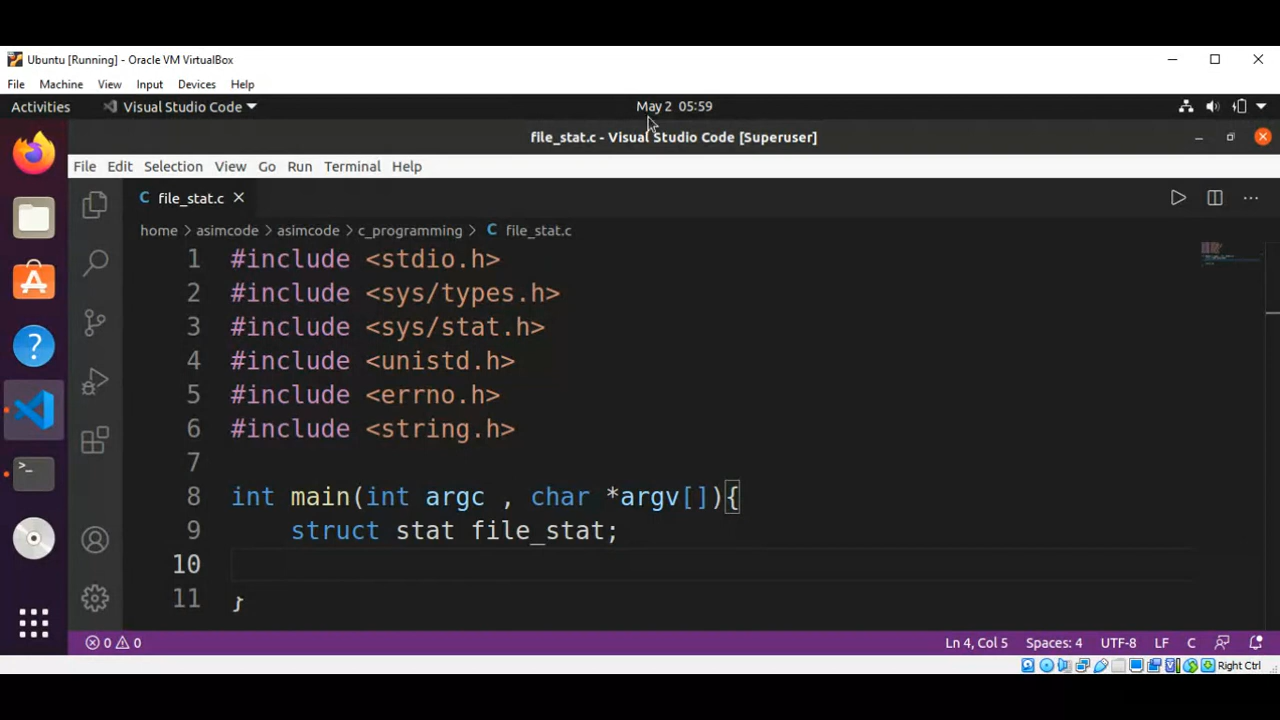 Ubuntu [Running] - Oracle VM VirtualBox
File Machine View Input Devices Help
Activities Visual Studio Code May 2 05:59
file_stat.c - Visual Studio Code [Superuser]
File Edit Selection View Go Run Terminal Help
C file_stat.c
home > asimcode > asimcode > c_programming > C file_stat.c
1 #include <stdio.h>
2 #include <sys/types.h>
3 #include <sys/stat.h>
4 #include <unistd.h>
5 #include <errno.h>
6 #include <string.h>
7
8 int main(int argc , char *argv[]){
9 struct stat file_stat;
10
11 }
0 0 Ln 4, Col 5 Spaces: 4 UTF-8 LF C
Right Ctrl